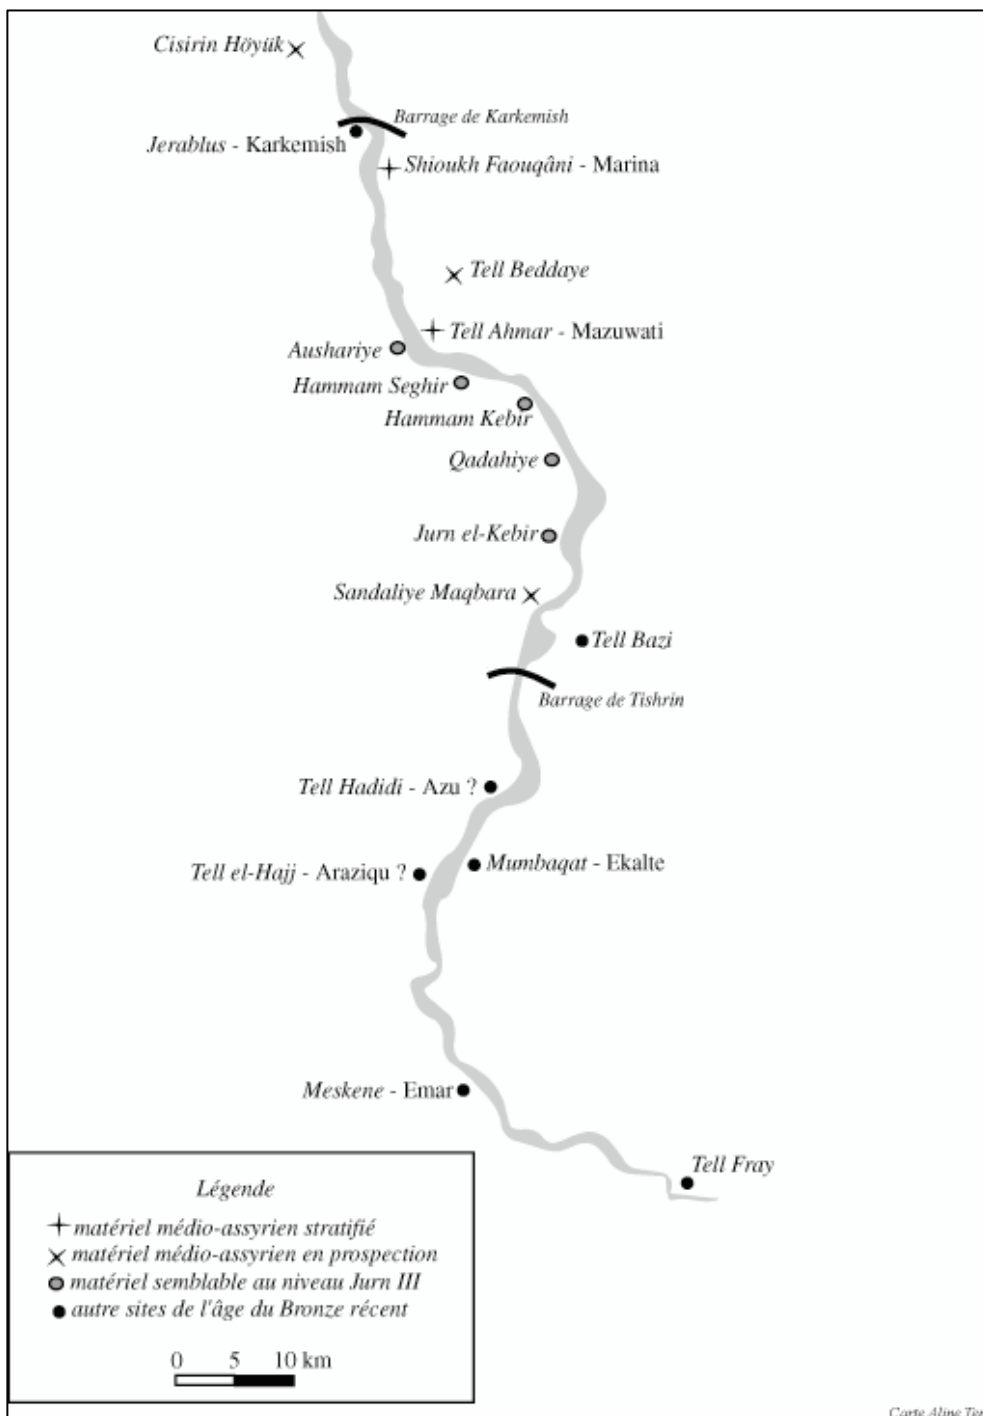 Cisirin Höyük
Barrage de Karkemish
Jerablus - Karkemish
Shioukh Faouqâni - Marina
Tell Beddaye
Tell Ahmar - Mazuwati
Aushariye
Hammam Seghir
Hammam Kebir
Qadahiye
Jurn el-Kebir
Sandaliye Maqbara
Tell Bazi
Barrage de Tishrin
Tell Hadidi - Azu ?
Mumbaqat - Ekalte
Tell el-Hajj - Araziqu ?
Meskene - Emar
Tell Fray
Légende
matériel médio-assyrien stratifié
matériel médio-assyrien en prospection
matériel semblable au niveau Jurn III
autre sites de l'âge du Bronze récent
0 5 10 km
Carte Aline